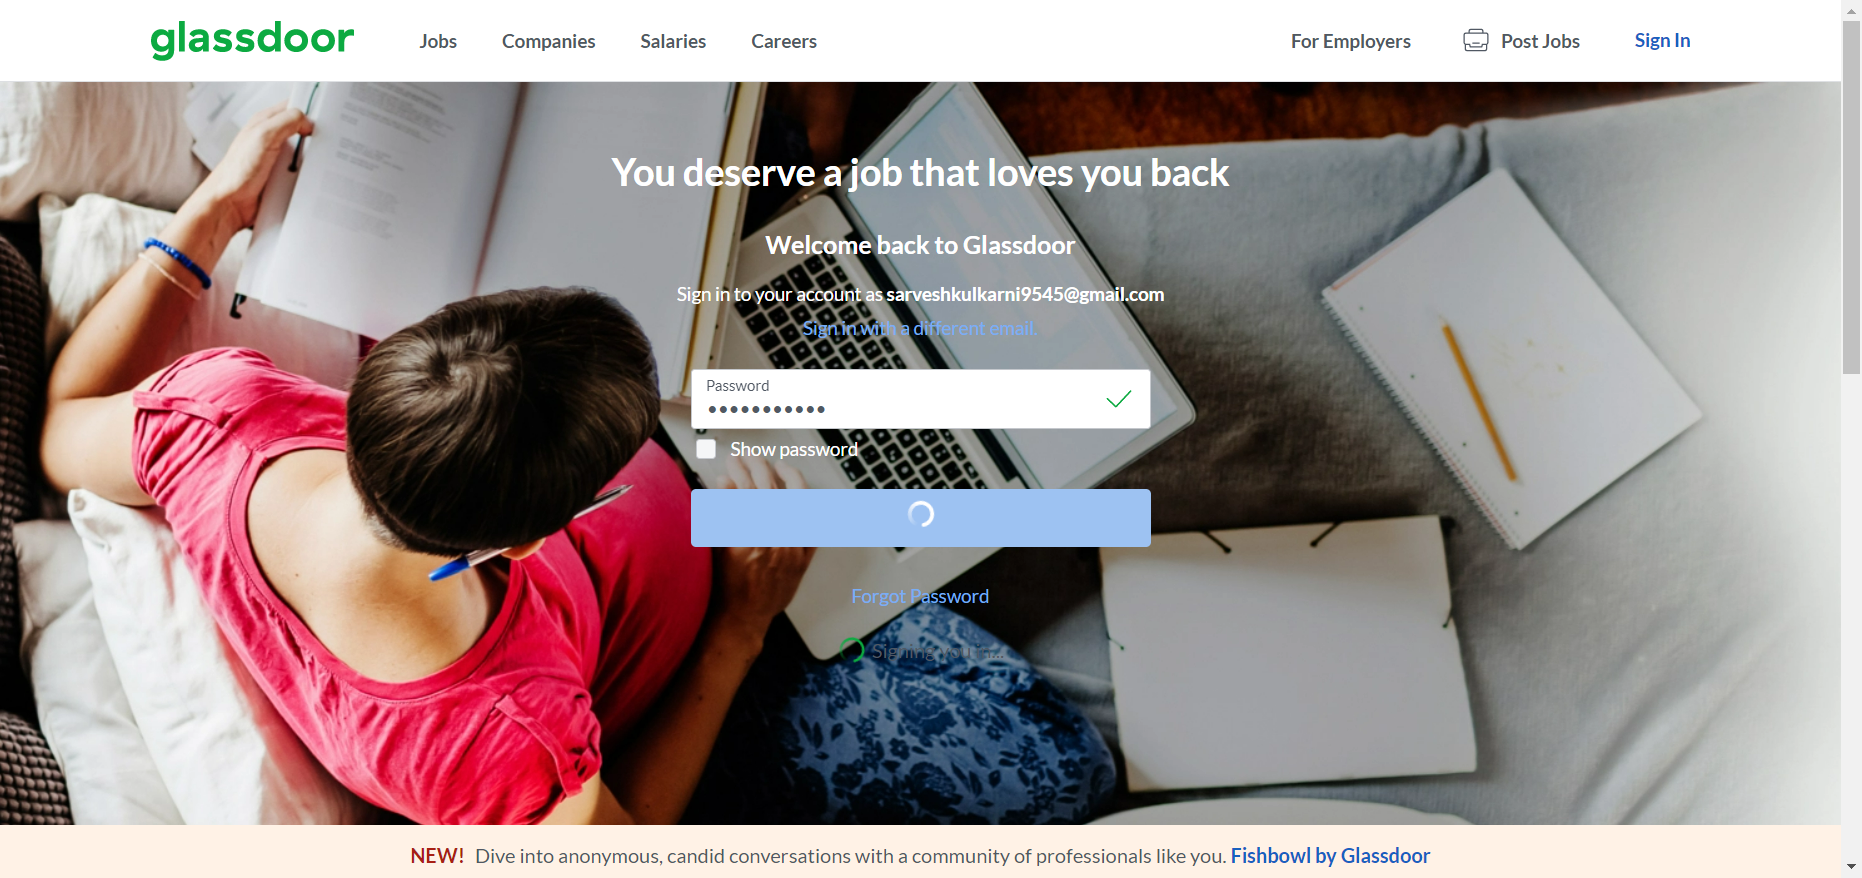 glassdoor
Jobs
Companies
Salaries
Careers
For Employers
Post Jobs
Sign In
You deserve a job that loves you back
Welcome back to Glassdoor
Sign in to your account as sarveshkulkarni9545@gmail.com
Sign in with a different email.
Password
•••••••••••
Show password
Forgot Password
Signing you in...
NEW! Dive into anonymous, candid conversations with a community of professionals like you. Fishbowl by Glassdoor